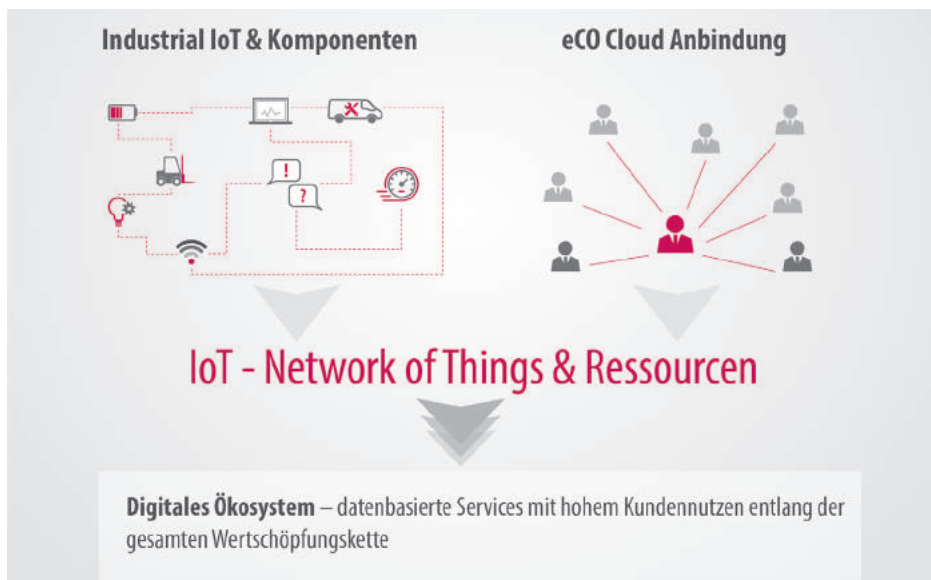 Industrial IoT & Komponenten
eCO Cloud Anbindung
!
?
IoT - Network of Things & Ressourcen
Digitales Ökosystem – datenbasierte Services mit hohem Kundennutzen entlang der
gesamten Wertschöpfungskette